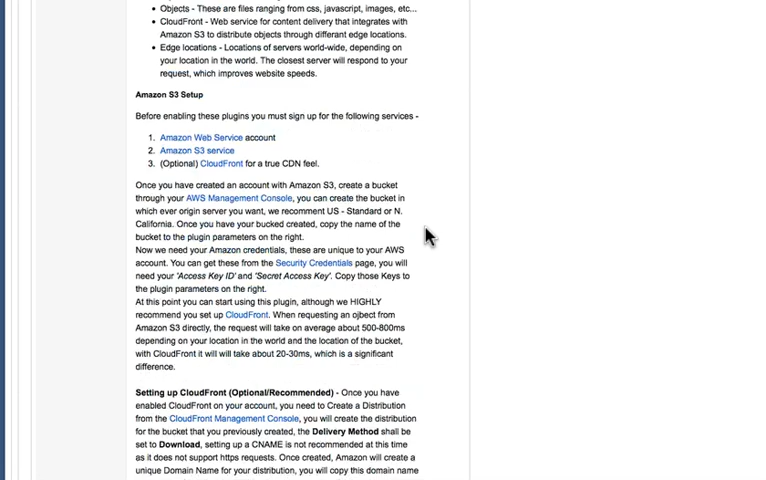 • Objects - These are files ranging from css, javascript, images, etc...
• CloudFront - Web service for content delivery that integrates with
Amazon S3 to distribute objects through differant edge locations.
• Edge locations - Locations of servers world-wide, depending on
your location in the world. The closest server will respond to your
request, which improves website speeds.
Amazon S3 Setup
Before enabling these plugins you must sign up for the following services -
1. Amazon Web Service account
2. Amazon S3 service
3. (Optional) CloudFront for a true CDN feel.
Once you have created an account with Amazon S3, create a bucket
through your AWS Management Console, you can create the bucket in
which ever origin server you want, we recomment US - Standard or N.
California. Once you have your bucked created, copy the name of the
bucket to the plugin parameters on the right.
Now we need your Amazon credentials, these are unique to your AWS
account. You can get these from the Security Credentials page, you will
need your 'Access Key ID' and 'Secret Access Key'. Copy those Keys to
the plugin parameters on the right.
At this point you can start using this plugin, although we HIGHLY
recommend you set up CloudFront. When requesting an ojbect from
Amazon S3 directly, the request will take on average about 500-800ms
depending on your location in the world and the location of the bucket,
with CloudFront it will will take about 20-30ms, which is a significant
difference.
Setting up CloudFront (Optional/Recommended) - Once you have
enabled CloudFront on your account, you need to Create a Distribution
from the CloudFront Management Console, you will create the distribution
for the bucket that you previously created, the Delivery Method shall be
set to Download, setting up a CNAME is not recommended at this time
as it does not support https requests. Once created, Amazon will create a
unique Domain Name for your distribution, you will copy this domain name